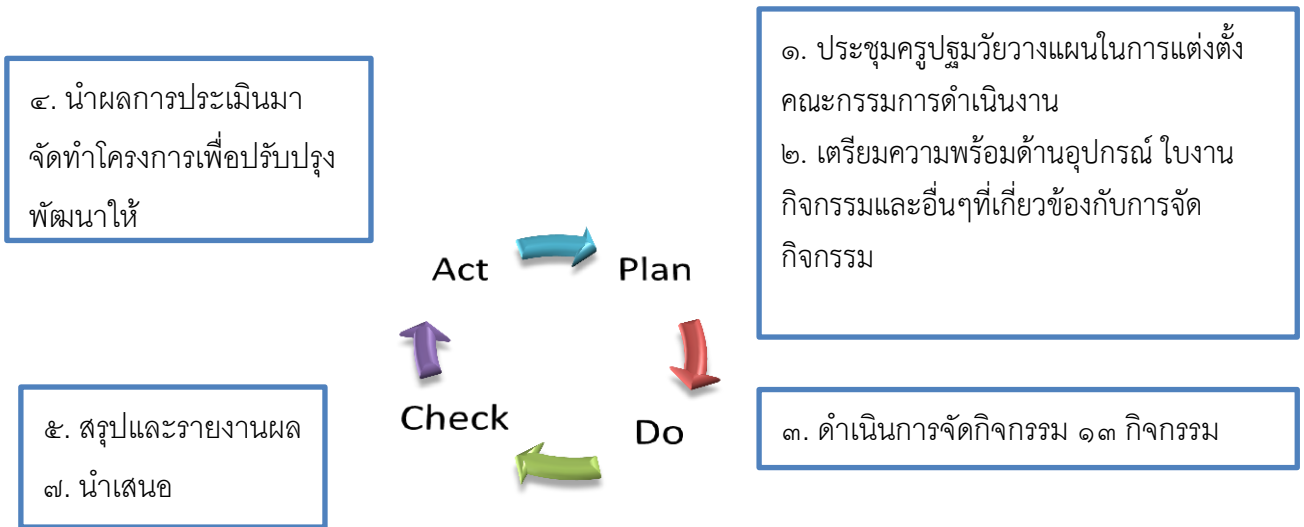 ๑. ประชุมครูปฐมวัยวางแผนในการแต่งตั้ง
คณะกรรมการดำเนินงาน
๒. เตรียมความพร้อมด้านอุปกรณ์ ใบงาน
กิจกรรมและอื่นๆที่เกี่ยวข้องกับการจัด
กิจกรรม
๔. นำผลการประเมินมา
จัดทำโครงการเพื่อปรับปรุง
พัฒนาให้
Act
Plan
Check
Do
๓. ดำเนินการจัดกิจกรรม ๑๓ กิจกรรม
๕. สรุปและรายงานผล
๗. นำเสนอ